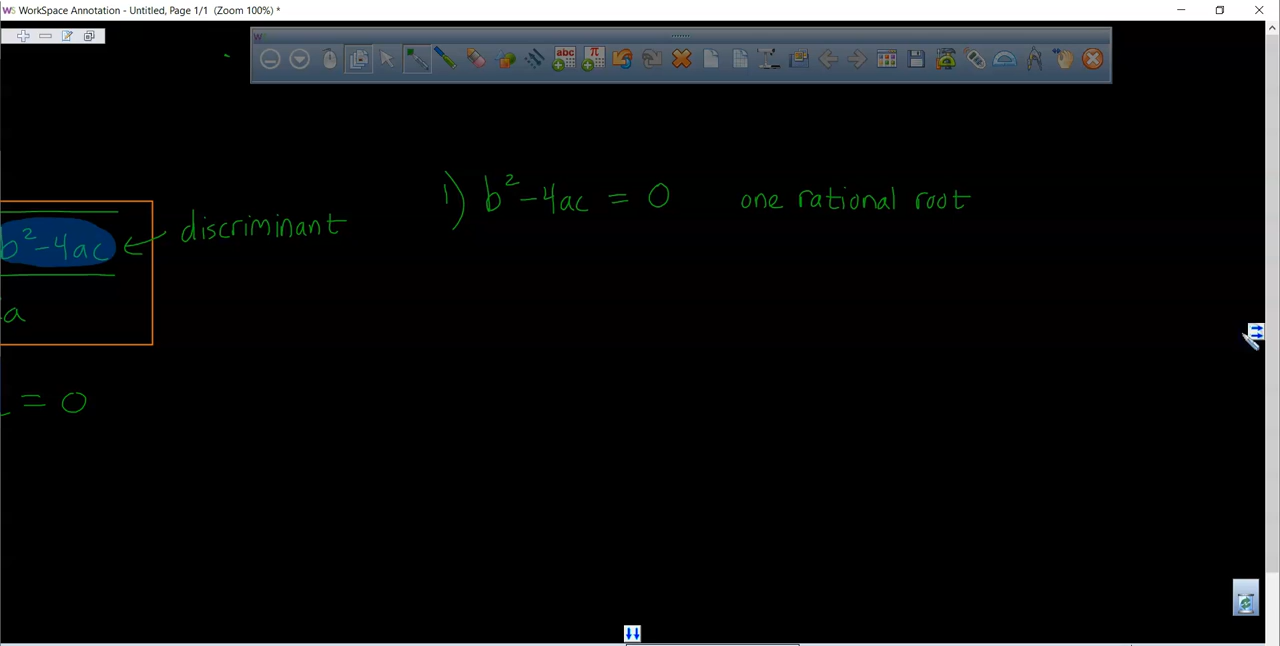 WorkSpace Annotation - Untitled, Page 1/1 (Zoom 100%) *
1) b² - 4ac = 0 one rational root
b² - 4ac ← discriminant
a
= 0